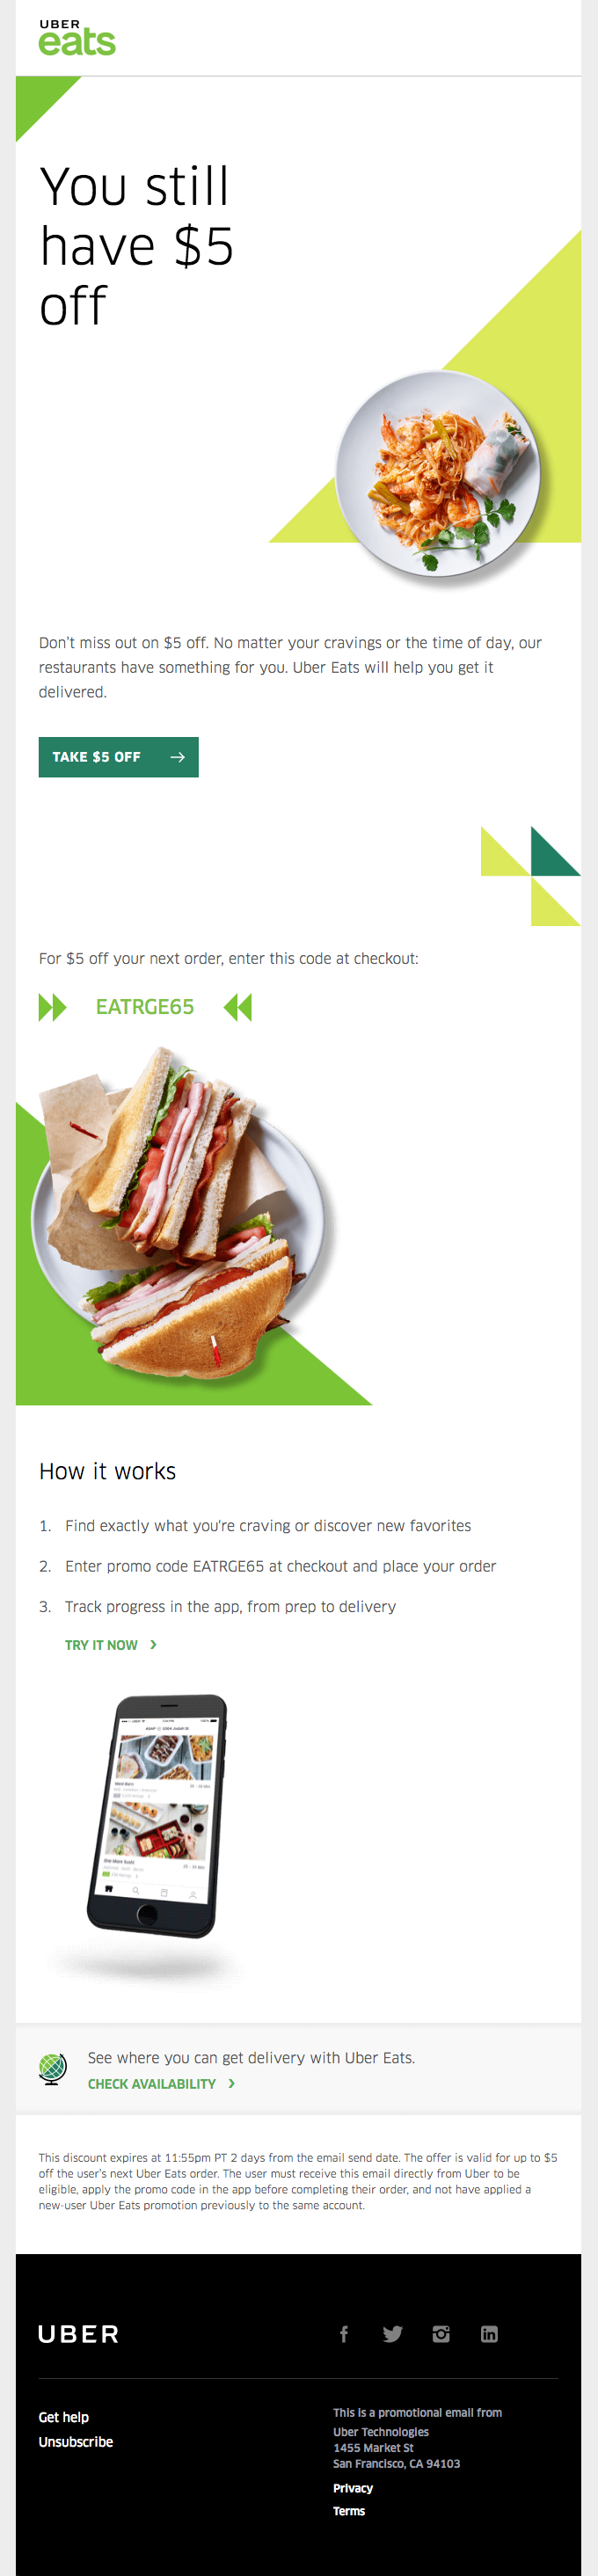 UBER
eats
You still
have $5
off
Don't miss out on $5 off. No matter your cravings or the time of day, our
restaurants have something for you. Uber Eats will help you get it
delivered.
TAKE $5 OFF
For $5 off your next order, enter this code at checkout:
EATRGE65
How it works
1. Find exactly what you're craving or discover new favorites
2. Enter promo code EATRGE65 at checkout and place your order
3. Track progress in the app, from prep to delivery
TRY IT NOW
See where you can get delivery with Uber Eats.
CHECK AVAILABILITY
This discount expires at 11:55pm PT 2 days from the email send date. The offer is valid for up to $5
off the user's next Uber Eats order. The user must receive this email directly from Uber to be
eligible, apply the promo code in the app before completing their order, and not have applied a
new-user Uber Eats promotion previously to the same account.
UBER
Get help
Unsubscribe
This is a promotional email from
Uber Technologies
1455 Market St
San Francisco, CA 94103
Privacy
Terms